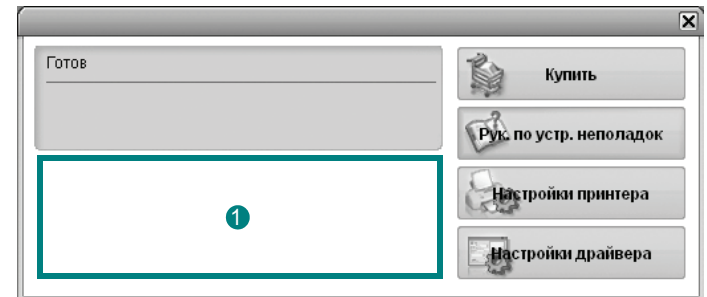 Готов
Купить
Рук. по устр. неполадок
Настройки принтера
Настройки драйвера
1